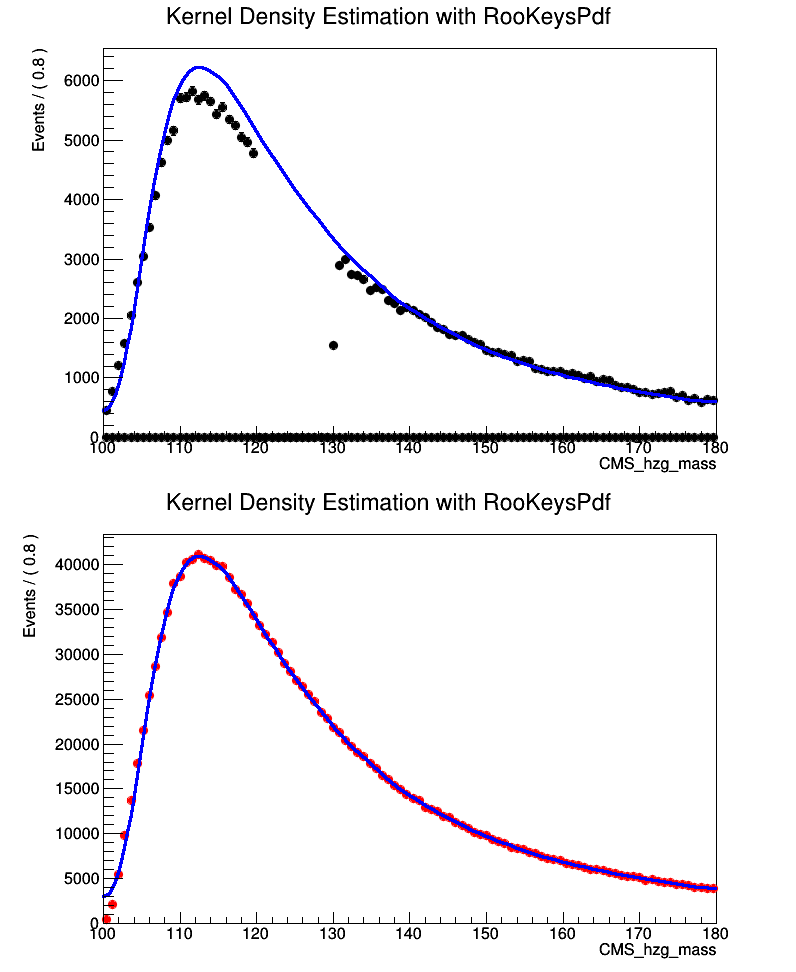 Kernel Density Estimation with RooKeysPdf
Events / ( 0.8 )
6000
5000
4000
3000
2000
1000
0
100 110 120 130 140 150 160 170 180
CMS_hzg_mass
Kernel Density Estimation with RooKeysPdf
Events / ( 0.8 )
40000
35000
30000
25000
20000
15000
10000
5000
0
100 110 120 130 140 150 160 170 180
CMS_hzg_mass